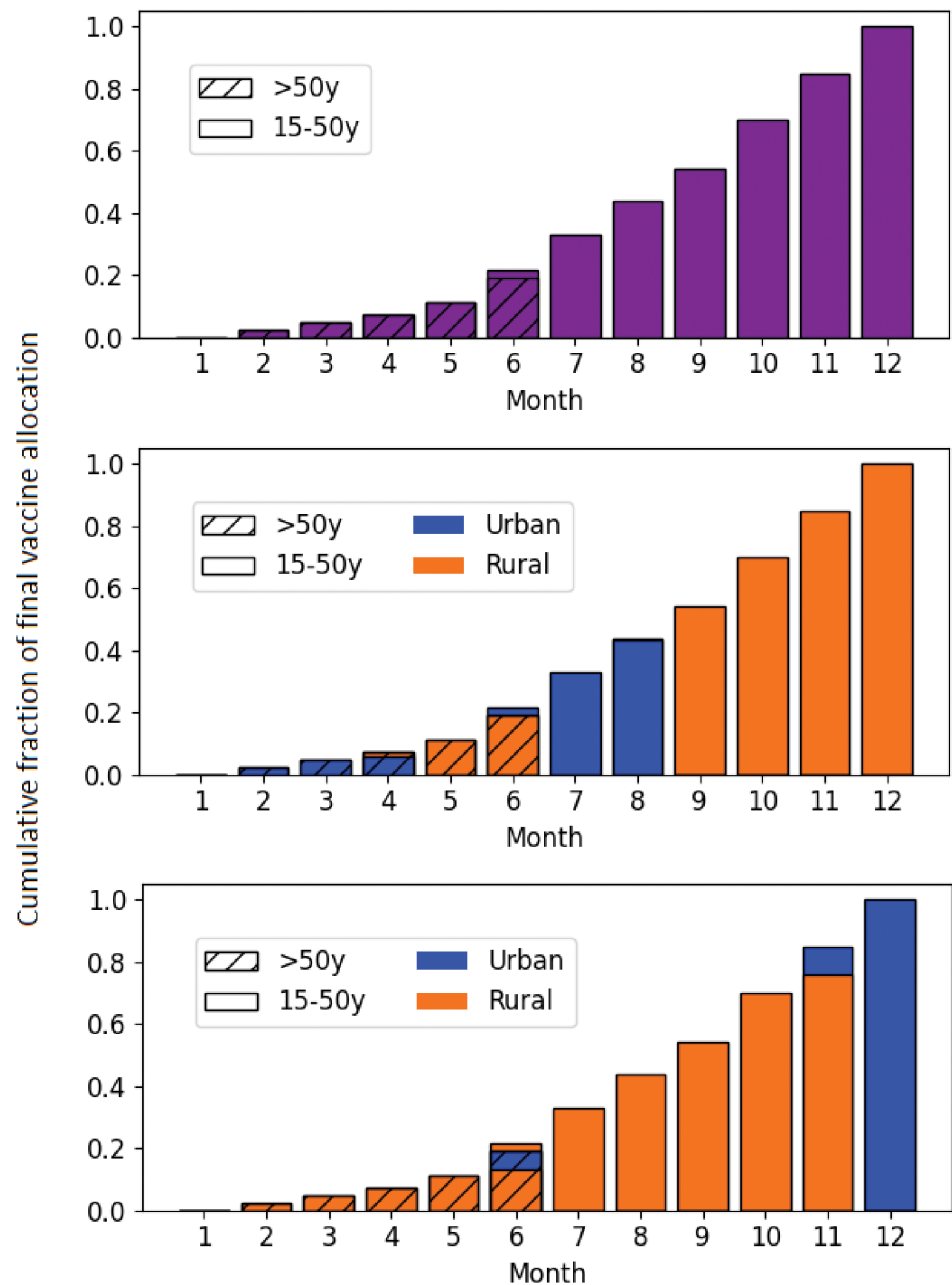 Cumulative fraction of final vaccine allocation
1.0
0.8
0.6
0.4
0.2
0.0
>50y
15-50y
1 2 3 4 5 6 7 8 9 10 11 12
Month
1.0
0.8
0.6
0.4
0.2
0.0
>50y Urban
15-50y Rural
1 2 3 4 5 6 7 8 9 10 11 12
Month
1.0
0.8
0.6
0.4
0.2
0.0
>50y Urban
15-50y Rural
1 2 3 4 5 6 7 8 9 10 11 12
Month